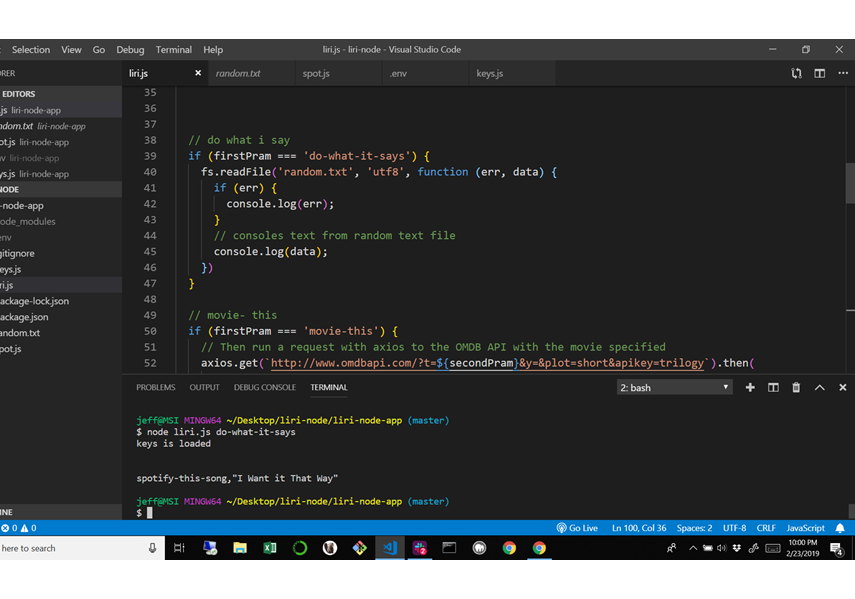 Selection View Go Debug Terminal Help liri.js - liri-node - Visual Studio Code
RER liri.js random.txt spot.js .env keys.js
EDITORS
.js liri-node-app
ndom.txt liri-node-app
ot.js liri-node-app
nv liri-node-app
ys.js liri-node-app
NODE
-node-app
ode_modules
env
gitignore
eys.js
ri.js
ackage-lock.json
ackage.json
andom.txt
pot.js
NE
35
36
37
38 // do what i say
39 if (firstPram === 'do-what-it-says') {
40 fs.readFile('random.txt', 'utf8', function (err, data) {
41 if (err) {
42 console.log(err);
43 }
44 // consoles text from random text file
45 console.log(data);
46 })
47 }
48
49 // movie- this
50 if (firstPram === 'movie-this') {
51 // Then run a request with axios to the OMDB API with the movie specified
52 axios.get(`http://www.omdbapi.com/?t=${secondPram}&y=&plot=short&apikey=trilogy`).then(
PROBLEMS OUTPUT DEBUG CONSOLE TERMINAL 2: bash
jeff@MSI MINGW64 ~/Desktop/liri-node/liri-node-app (master)
$ node liri.js do-what-it-says
keys is loaded
spotify-this-song,"I Want it That Way"
jeff@MSI MINGW64 ~/Desktop/liri-node/liri-node-app (master)
$
0 0 Go Live Ln 100, Col 36 Spaces: 2 UTF-8 CRLF JavaScript
here to search 2 10:00 PM
2/23/2019 4